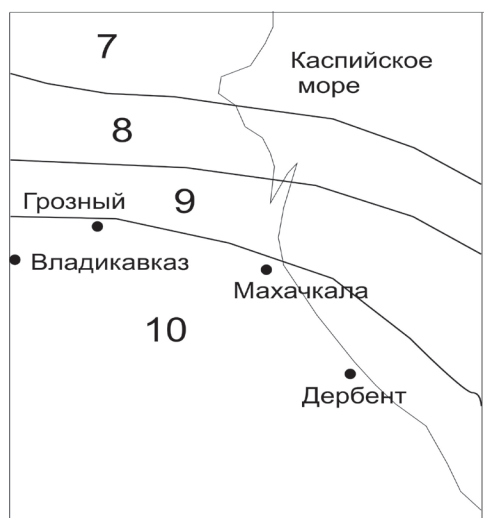 7
Каспийское
море
8
9
Грозный
Владикавказ
Махачкала
10
Дербент